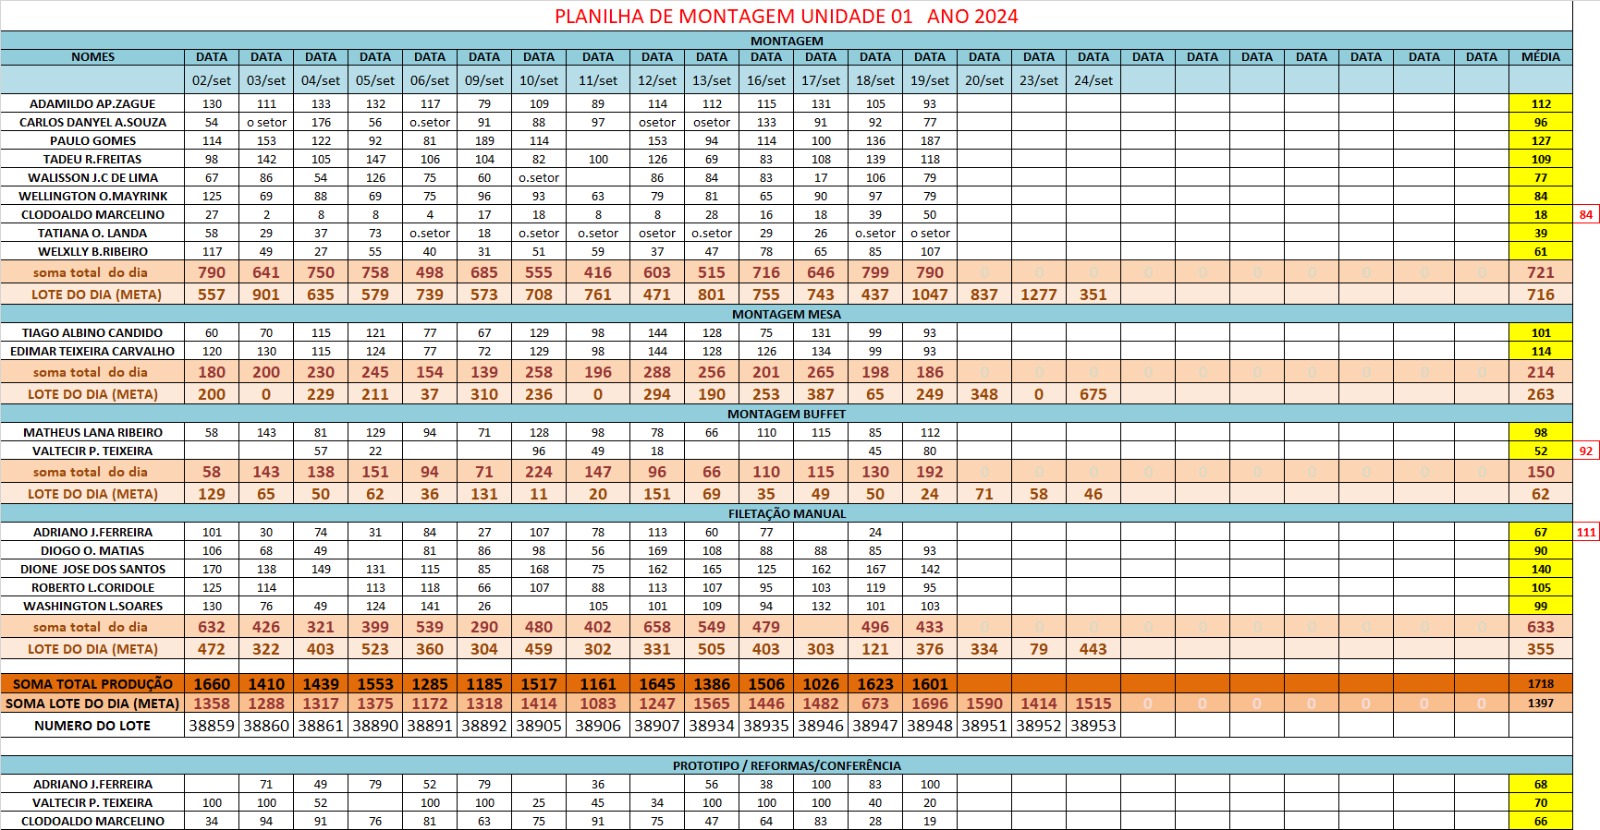 PLANILHA DE MONTAGEM UNIDADE 01 ANO 2024
MONTAGEM
NOMES DATA DATA DATA DATA DATA DATA DATA DATA DATA DATA DATA DATA DATA DATA DATA DATA DATA DATA DATA DATA DATA DATA DATA DATA MÉDIA
02/set 03/set 04/set 05/set 06/set 09/set 10/set 11/set 12/set 13/set 16/set 17/set 18/set 19/set 20/set 23/set 24/set
ADAMILDO AP.ZAGUE 130 111 133 132 117 79 109 89 114 112 115 131 105 93 112
CARLOS DANYEL A.SOUZA 54 o setor 176 56 o.setor 91 88 97 osetor osetor 133 91 92 77 96
PAULO GOMES 114 153 122 92 81 189 114 153 94 114 100 136 187 127
TADEU R.FREITAS 98 142 105 147 106 104 82 100 126 69 83 108 139 118 109
WALISSON J.C DE LIMA 67 86 54 126 75 60 o.setor 86 84 83 17 106 79 77
WELLINGTON O.MAYRINK 125 69 88 69 75 96 93 63 79 81 65 90 97 79 84
CLODOALDO MARCELINO 27 2 8 8 4 17 18 8 8 28 16 18 39 50 18 84
TATIANA O. LANDA 58 29 37 73 o.setor 18 o.setor o.setor osetor o.setor 29 26 o.setor o setor 39
WELXLLY B.RIBEIRO 117 49 27 55 40 31 51 59 37 47 78 65 85 107 61
soma total do dia 790 641 750 758 498 685 555 416 603 515 716 646 799 790 0 0 0 0 0 0 0 0 0 0 721
LOTE DO DIA (META) 557 901 635 579 739 573 708 761 471 801 755 743 437 1047 837 1277 351 716
MONTAGEM MESA
TIAGO ALBINO CANDIDO 60 70 115 121 77 67 129 98 144 128 75 131 99 93 101
EDIMAR TEIXEIRA CARVALHO 120 130 115 124 77 72 129 98 144 128 126 134 99 93 114
soma total do dia 180 200 230 245 154 139 258 196 288 256 201 265 198 186 0 0 0 0 0 0 0 0 0 0 214
LOTE DO DIA (META) 200 0 229 211 37 310 236 0 294 190 253 387 65 249 348 0 675 263
MONTAGEM BUFFET
MATHEUS LANA RIBEIRO 58 143 81 129 94 71 128 98 78 66 110 115 85 112 98
VALTECIR P. TEIXEIRA 57 22 96 49 18 45 80 52 92
soma total do dia 58 143 138 151 94 71 224 147 96 66 110 115 130 192 0 0 0 0 0 0 0 0 0 0 150
LOTE DO DIA (META) 129 65 50 62 36 131 11 20 151 69 35 49 50 24 71 58 46 62
FILETAÇÃO MANUAL
ADRIANO J.FERREIRA 101 30 74 31 84 27 107 78 113 60 77 24 67 111
DIOGO O. MATIAS 106 68 49 81 86 98 56 169 108 88 88 85 93 90
DIONE JOSE DOS SANTOS 170 138 149 131 115 85 168 75 162 165 125 162 167 142 140
ROBERTO L.CORIDOLE 125 114 113 118 66 107 88 113 107 95 103 119 95 105
WASHINGTON L.SOARES 130 76 49 124 141 26 105 101 109 94 132 101 103 99
soma total do dia 632 426 321 399 539 290 480 402 658 549 479 496 433 0 0 0 0 0 0 0 0 0 0 633
LOTE DO DIA (META) 472 322 403 523 360 304 459 302 331 505 403 303 121 376 334 79 443 355
SOMA TOTAL PRODUÇÃO 1660 1410 1439 1553 1285 1185 1517 1161 1645 1386 1506 1026 1623 1601 1718
SOMA LOTE DO DIA (META) 1358 1288 1317 1375 1172 1318 1414 1083 1247 1565 1446 1482 673 1696 1590 1414 1515 0 0 0 0 0 0 0 1397
NUMERO DO LOTE 38859 38860 38861 38890 38891 38892 38905 38906 38907 38934 38935 38946 38947 38948 38951 38952 38953
PROTOTIPO / REFORMAS/CONFERÊNCIA
ADRIANO J.FERREIRA 71 49 79 52 79 36 56 38 100 83 100 68
VALTECIR P. TEIXEIRA 100 100 52 100 100 25 45 34 100 100 100 40 20 70
CLODOALDO MARCELINO 34 94 91 76 81 63 75 91 75 47 64 83 28 19 66